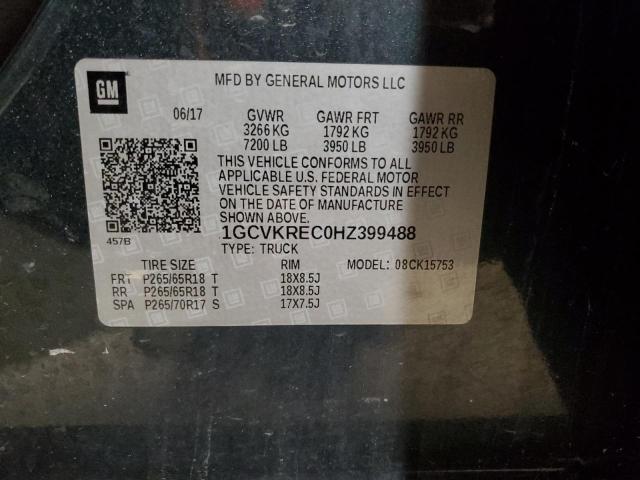 GM
MFD BY GENERAL MOTORS LLC
06/17 GVWR GAWR FRT GAWR RR
3266 KG 1792 KG 1792 KG
7200 LB 3950 LB 3950 LB
THIS VEHICLE CONFORMS TO ALL
APPLICABLE U.S. FEDERAL MOTOR
VEHICLE SAFETY STANDARDS IN EFFECT
ON THE DATE OF MANUFACTURE
SHOWN ABOVE.
457B
1GCVKREC0HZ399488
TYPE: TRUCK MODEL: 08CK15753
TIRE SIZE RIM
FRT P265/65R18 T 18X8.5J
RR P265/65R18 T 18X8.5J
SPA P265/70R17 S 17X7.5J